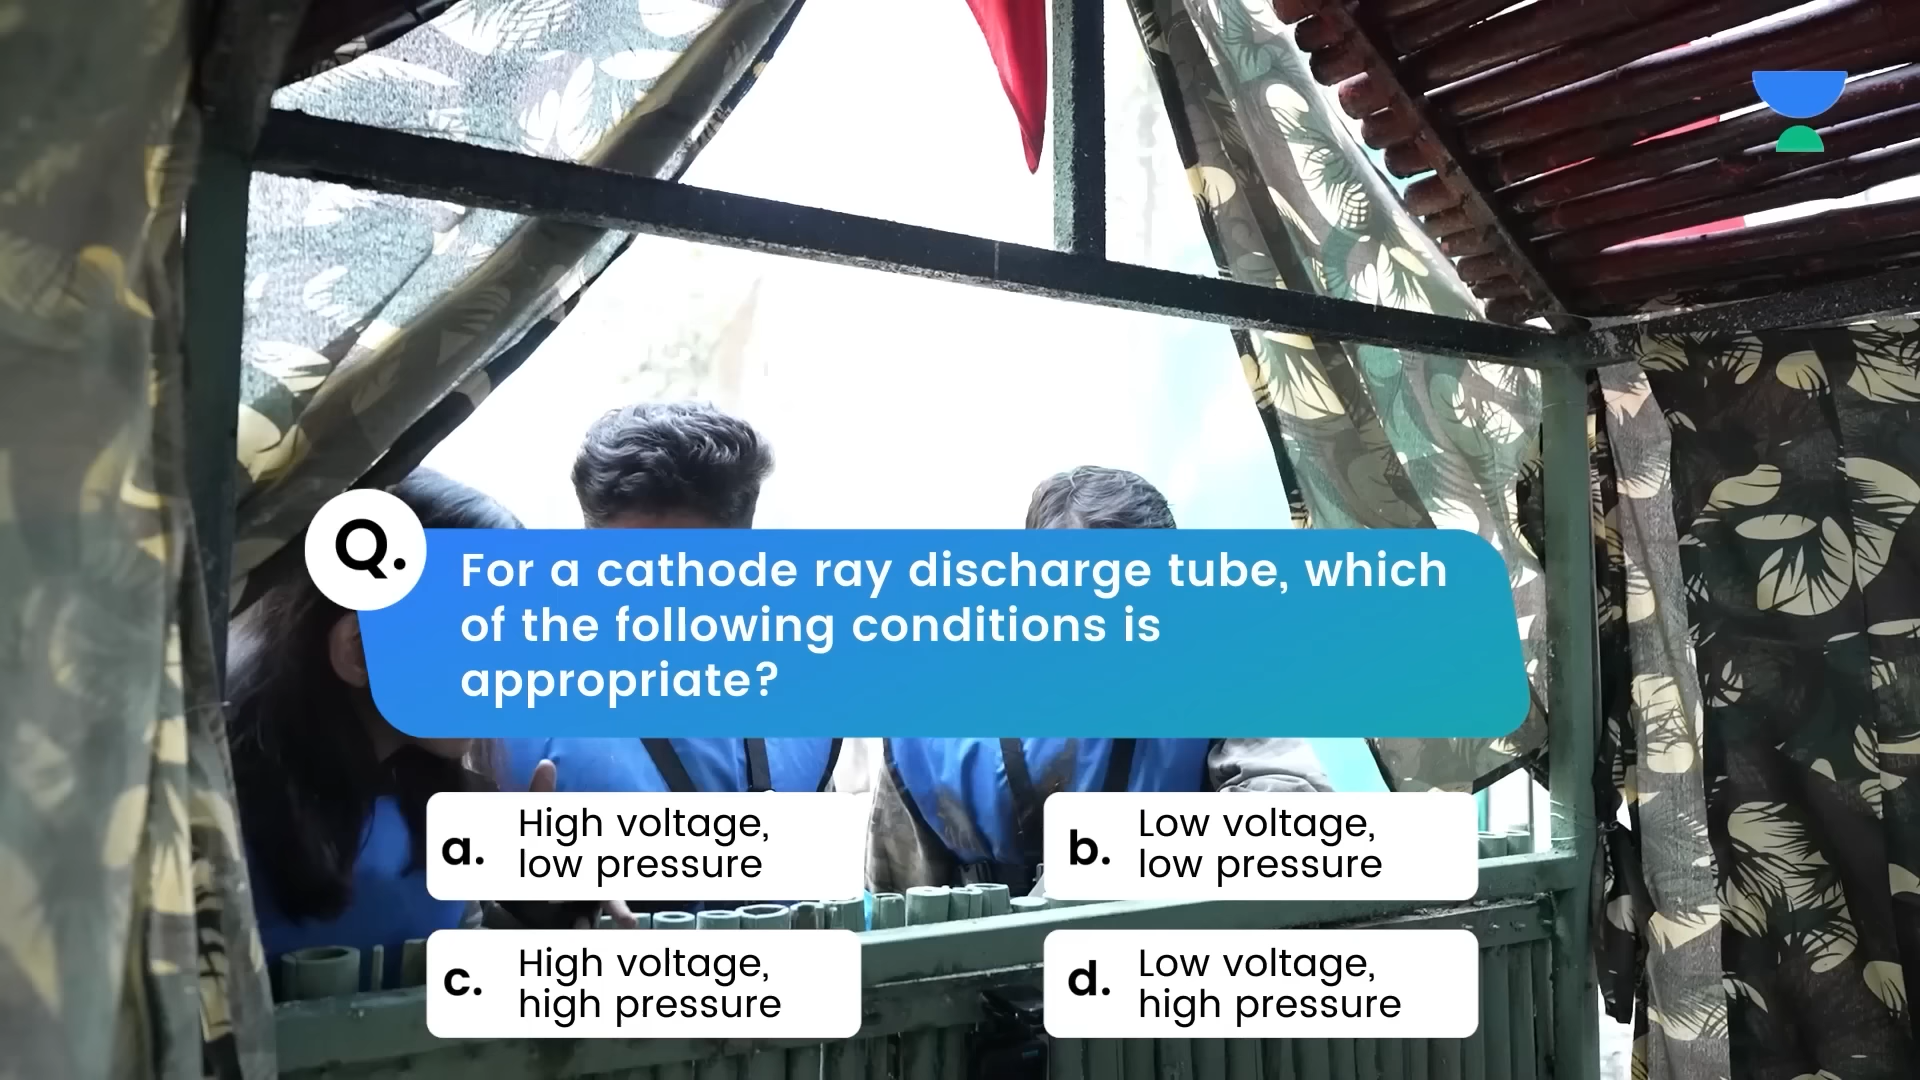 Q.
For a cathode ray discharge tube, which
of the following conditions is
appropriate?
a. High voltage,
low pressure
b. Low voltage,
low pressure
c. High voltage,
high pressure
d. Low voltage,
high pressure